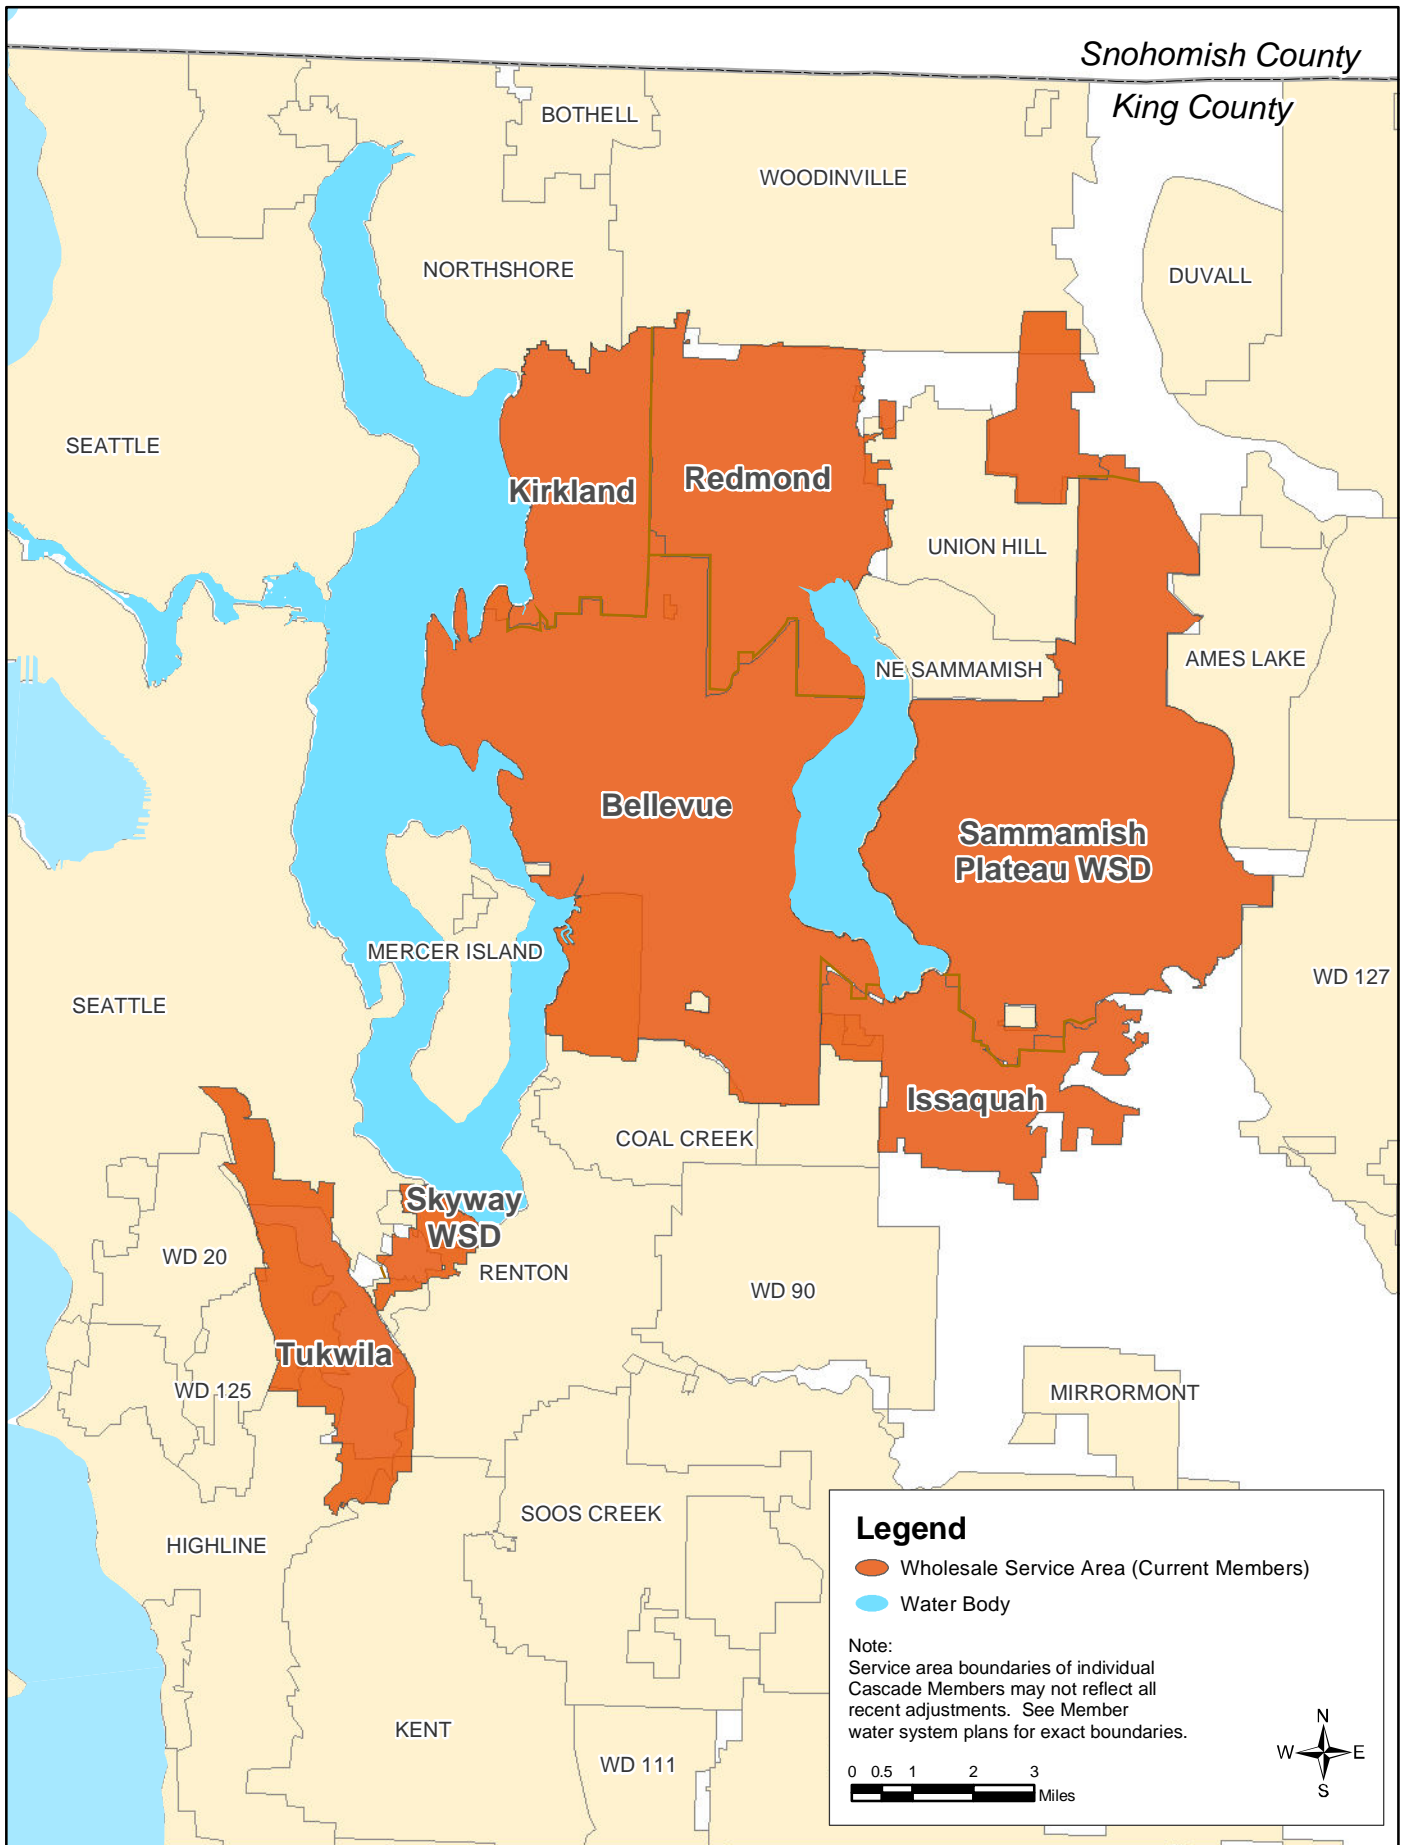 Snohomish County
King County
BOTHELL
WOODINVILLE
NORTHSHORE
DUVALL
SEATTLE
Kirkland
Redmond
UNION HILL
NE SAMMAMISH
AMES LAKE
Bellevue
Sammamish
Plateau WSD
MERCER ISLAND
WD 127
SEATTLE
Issaquah
COAL CREEK
Skyway
WSD
WD 20
RENTON
WD 90
Tukwila
WD 125
MIRRORMONT
SOOS CREEK
HIGHLINE
KENT
WD 111
Legend
Wholesale Service Area (Current Members)
Water Body
Note:
Service area boundaries of individual
Cascade Members may not reflect all
recent adjustments. See Member
water system plans for exact boundaries.
0 0.5 1 2 3
Miles
N
W E
S